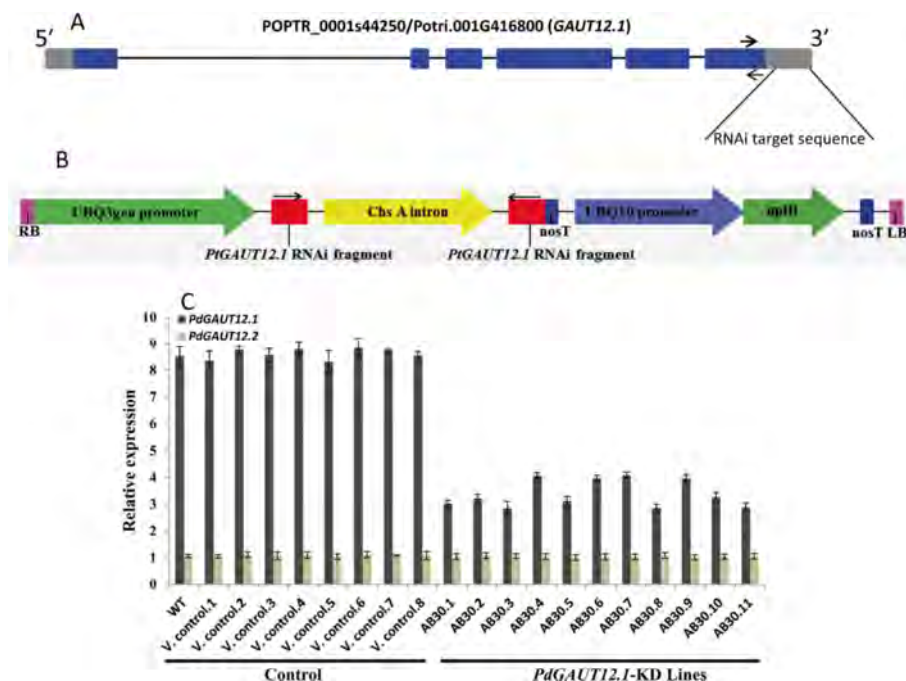 A
POPTR_0001s44250/Potri.001G416800 (GAUT12.1)
5′
3′
RNAi target sequence
B
UBQ3gen promoter
Chs A intron
UBQ10 promoter
nptII
RB
nosT
nosT LB
PtGAUT12.1 RNAi fragment
PtGAUT12.1 RNAi fragment
C
PdGAUT12.1
PdGAUT12.2
Relative expression
10
9
8
7
6
5
4
3
2
1
0
WT
V. control.1
V. control.2
V. control.3
V. control.4
V. control.5
V. control.6
V. control.7
V. control.8
AB30.1
AB30.2
AB30.3
AB30.4
AB30.5
AB30.6
AB30.7
AB30.8
AB30.9
AB30.10
AB30.11
Control
PdGAUT12.1-KD Lines